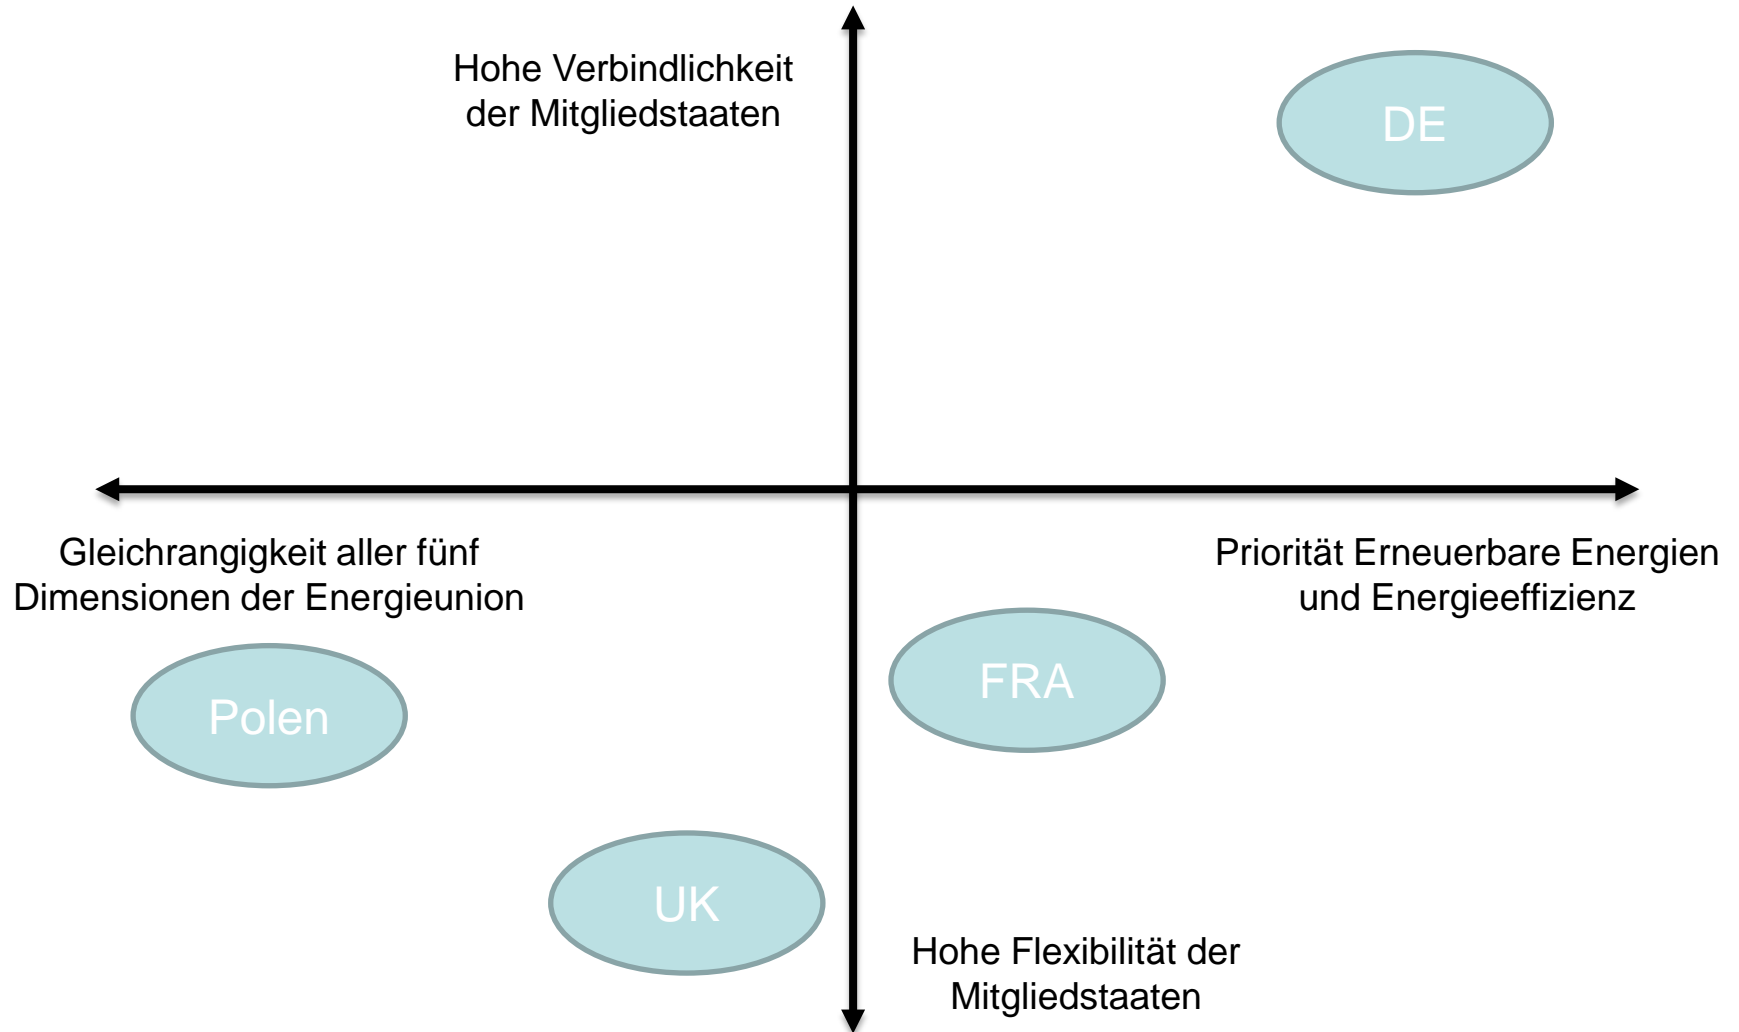 Hohe Verbindlichkeit
der Mitgliedstaaten
DE
Gleichrangigkeit aller fünf
Dimensionen der Energieunion
Priorität Erneuerbare Energien
und Energieeffizienz
FRA
Polen
UK
Hohe Flexibilität der
Mitgliedstaaten